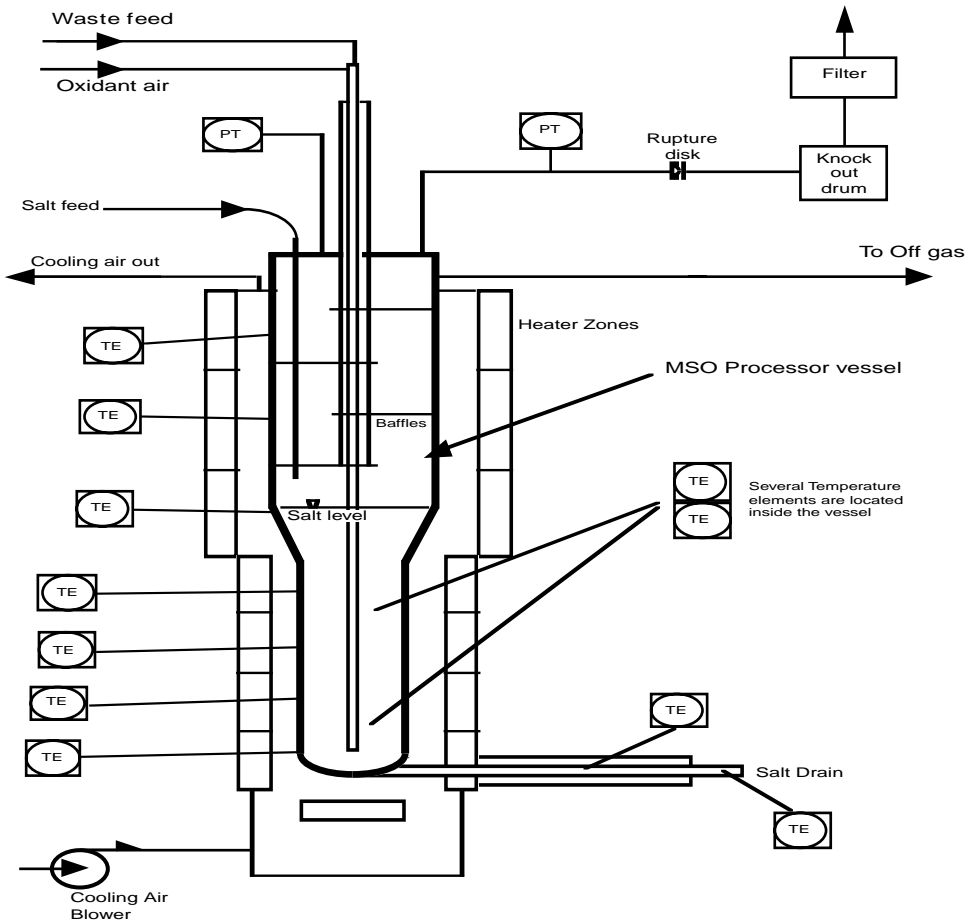 Waste feed
Oxidant air
Filter
PT
PT
Rupture
disk
Knock
out
drum
Salt feed
Cooling air out
To Off gas
Heater Zones
TE
MSO Processor vessel
TE
Baffles
TE
TE
TE
Several Temperature
elements are located
inside the vessel
Salt level
TE
TE
TE
TE
TE
Salt Drain
TE
Cooling Air
Blower